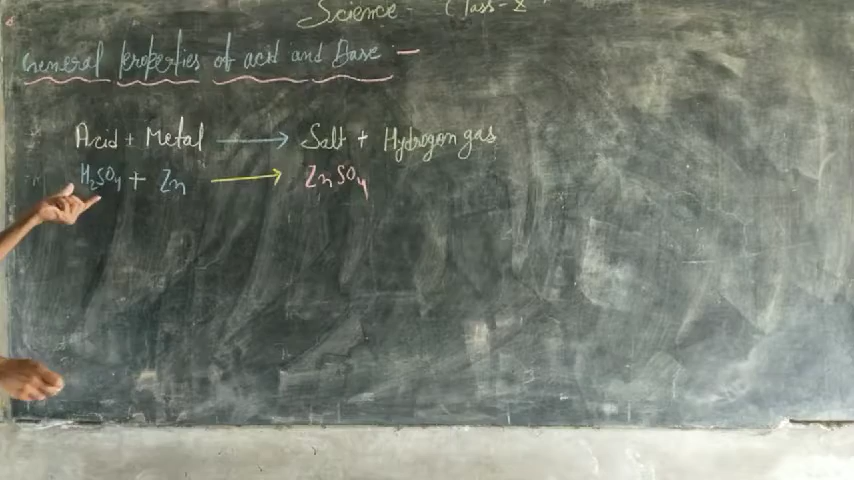 Science - Class-X
General Properties of acid and Base -
Acid + Metal → Salt + Hydrogen gas
H₂SO₄ + Zn → ZnSO₄